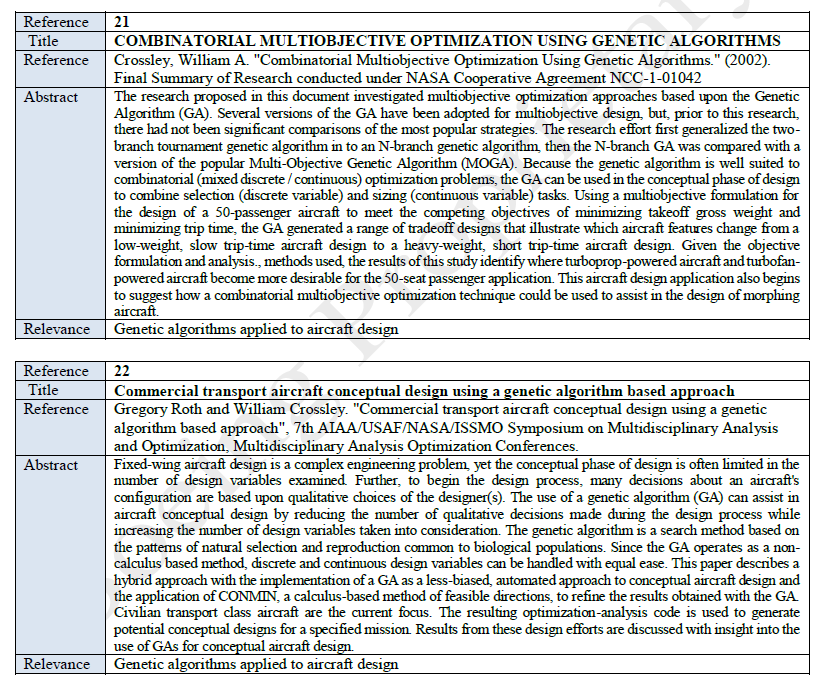 Reference 21
Title COMBINATORIAL MULTIOBJECTIVE OPTIMIZATION USING GENETIC ALGORITHMS
Reference Crossley, William A. "Combinatorial Multiobjective Optimization Using Genetic Algorithms." (2002).
Final Summary of Research conducted under NASA Cooperative Agreement NCC-1-01042
Abstract The research proposed in this document investigated multiobjective optimization approaches based upon the Genetic
Algorithm (GA). Several versions of the GA have been adopted for multiobjective design, but, prior to this research,
there had not been significant comparisons of the most popular strategies. The research effort first generalized the two-
branch tournament genetic algorithm in to an N-branch genetic algorithm, then the N-branch GA was compared with a
version of the popular Multi-Objective Genetic Algorithm (MOGA). Because the genetic algorithm is well suited to
combinatorial (mixed discrete / continuous) optimization problems, the GA can be used in the conceptual phase of design
to combine selection (discrete variable) and sizing (continuous variable) tasks. Using a multiobjective formulation for
the design of a 50-passenger aircraft to meet the competing objectives of minimizing takeoff gross weight and
minimizing trip time, the GA generated a range of tradeoff designs that illustrate which aircraft features change from a
low-weight, slow trip-time aircraft design to a heavy-weight, short trip-time aircraft design. Given the objective
formulation and analysis., methods used, the results of this study identify where turboprop-powered aircraft and turbofan-
powered aircraft become more desirable for the 50-seat passenger application. This aircraft design application also begins
to suggest how a combinatorial multiobjective optimization technique could be used to assist in the design of morphing
aircraft.
Relevance Genetic algorithms applied to aircraft design
Reference 22
Title Commercial transport aircraft conceptual design using a genetic algorithm based approach
Reference Gregory Roth and William Crossley. "Commercial transport aircraft conceptual design using a genetic
algorithm based approach", 7th AIAA/USAF/NASA/ISSMO Symposium on Multidisciplinary Analysis
and Optimization, Multidisciplinary Analysis Optimization Conferences.
Abstract Fixed-wing aircraft design is a complex engineering problem, yet the conceptual phase of design is often limited in the
number of design variables examined. Further, to begin the design process, many decisions about an aircraft's
configuration are based upon qualitative choices of the designer(s). The use of a genetic algorithm (GA) can assist in
aircraft conceptual design by reducing the number of qualitative decisions made during the design process while
increasing the number of design variables taken into consideration. The genetic algorithm is a search method based on
the patterns of natural selection and reproduction common to biological populations. Since the GA operates as a non-
calculus based method, discrete and continuous design variables can be handled with equal ease. This paper describes a
hybrid approach with the implementation of a GA as a less-biased, automated approach to conceptual aircraft design and
the application of CONMIN, a calculus-based method of feasible directions, to refine the results obtained with the GA.
Civilian transport class aircraft are the current focus. The resulting optimization-analysis code is used to generate
potential conceptual designs for a specified mission. Results from these design efforts are discussed with insight into the
use of GAs for conceptual aircraft design.
Relevance Genetic algorithms applied to aircraft design